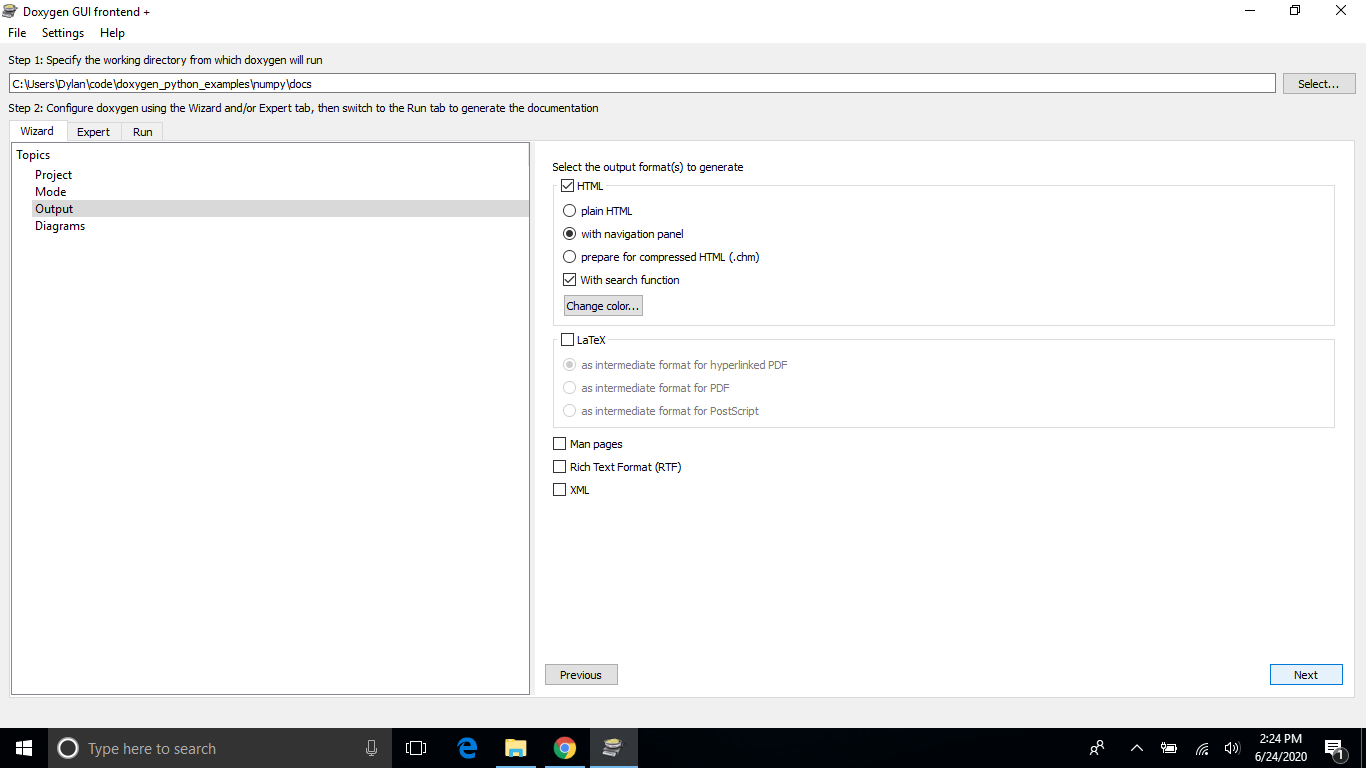 Doxygen GUI frontend +
File Settings Help
Step 1: Specify the working directory from which doxygen will run
C:\Users\Dylan\code\doxygen_python_examples\numpy\docs
Select...
Step 2: Configure doxygen using the Wizard and/or Expert tab, then switch to the Run tab to generate the documentation
Wizard Expert Run
Topics
Project
Mode
Output
Diagrams
Select the output format(s) to generate
HTML
plain HTML
with navigation panel
prepare for compressed HTML (.chm)
With search function
Change color...
LaTeX
as intermediate format for hyperlinked PDF
as intermediate format for PDF
as intermediate format for PostScript
Man pages
Rich Text Format (RTF)
XML
Previous
Next
Type here to search
2:24 PM
6/24/2020
1